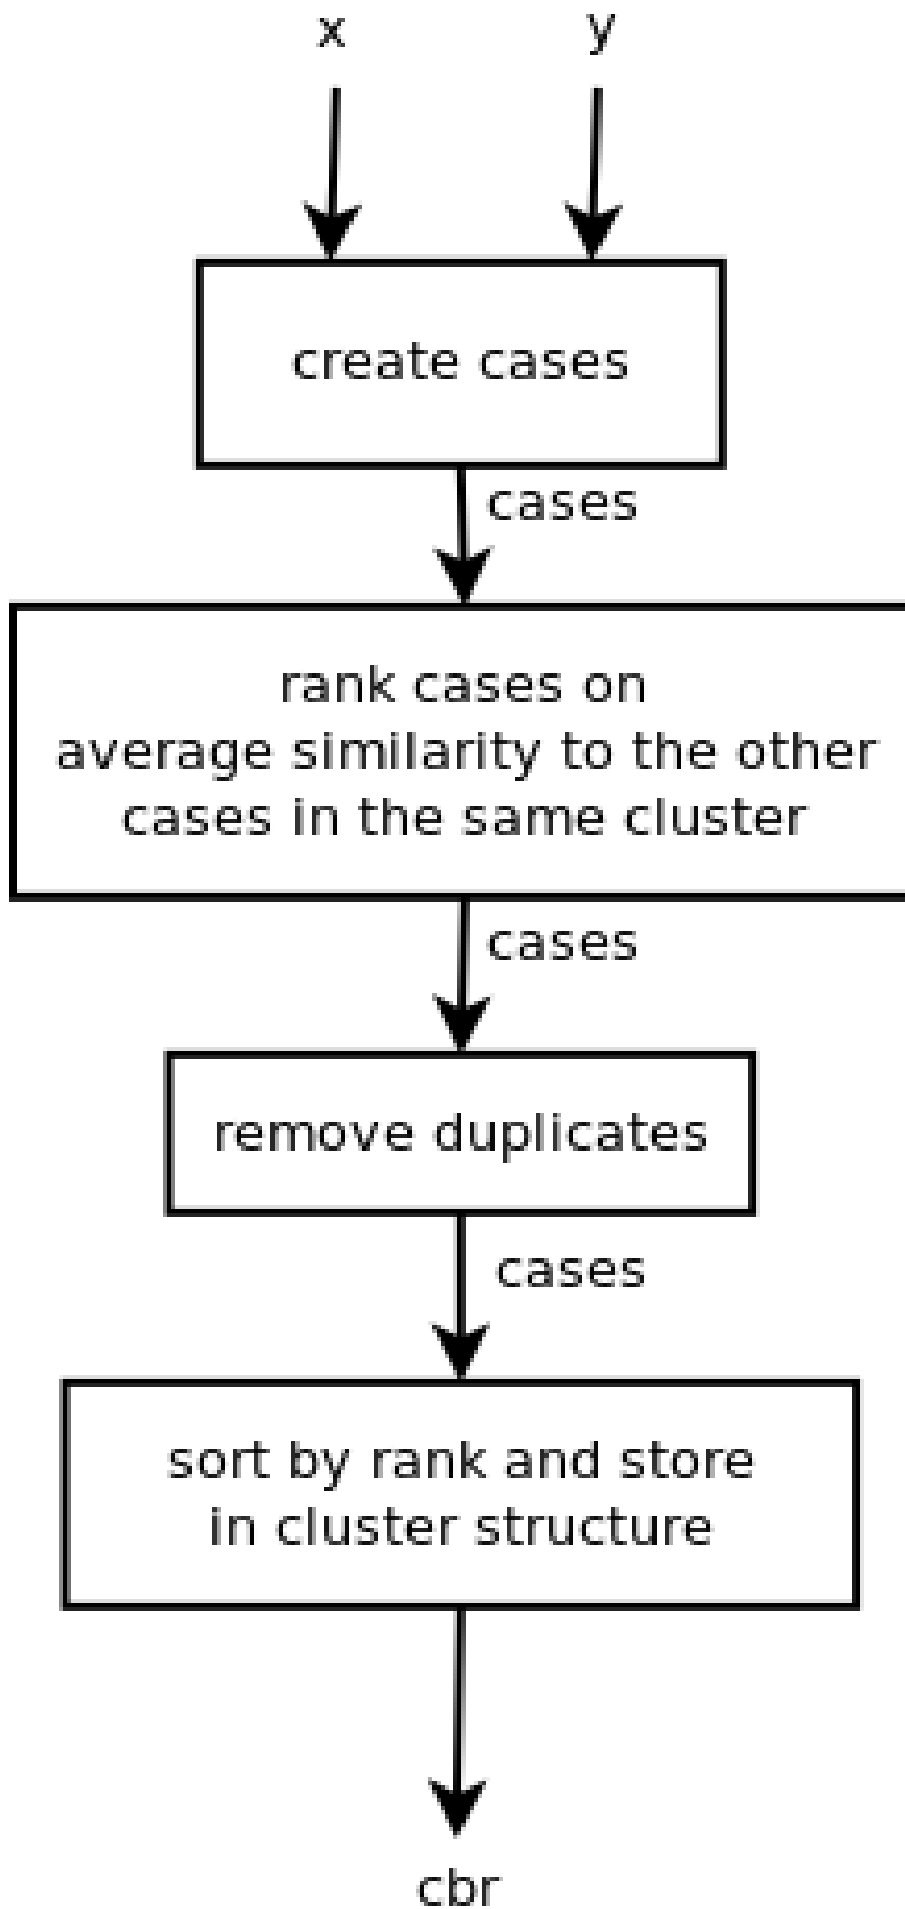 x
y
create cases
cases
rank cases on
average similarity to the other
cases in the same cluster
cases
remove duplicates
cases
sort by rank and store
in cluster structure
cbr